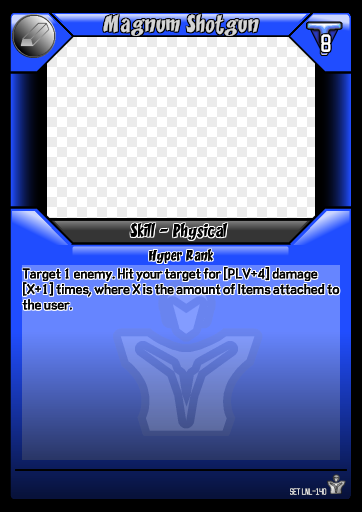 Magnum Shotgun
8
Skill - Physical
Hyper Rank
Target 1 enemy. Hit your target for [PLV+4] damage
[X+1] times, where X is the amount of Items attached to
the user.
SET LNL-140